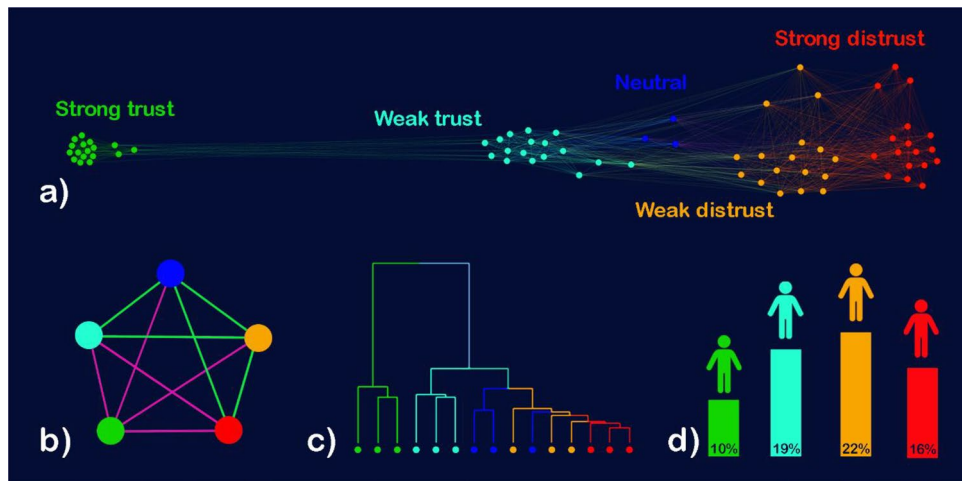 Strong distrust
Neutral
Strong trust
Weak trust
a)
Weak distrust
b)
c)
d)
10%
19%
22%
16%